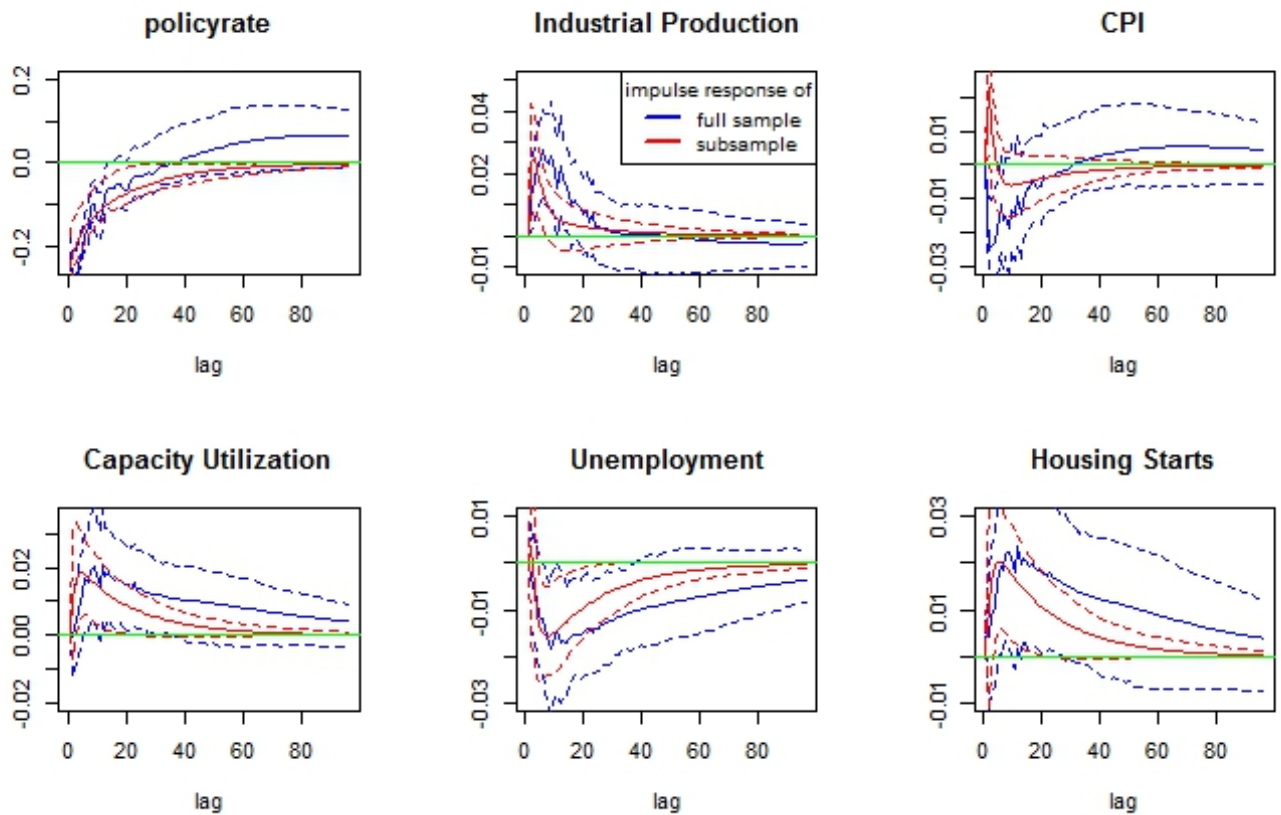 policyrate
Industrial Production
CPI
0.2
0.0
-0.2
0 20 40 60 80
lag
0.04
0.02
-0.01
impulse response of
full sample
subsample
0 20 40 60 80
lag
0.01
-0.01
-0.03
0 20 40 60 80
lag
Capacity Utilization
Unemployment
Housing Starts
0.02
0.00
-0.02
0 20 40 60 80
lag
0.01
-0.01
-0.03
0 20 40 60 80
lag
0.03
0.01
-0.01
0 20 40 60 80
lag